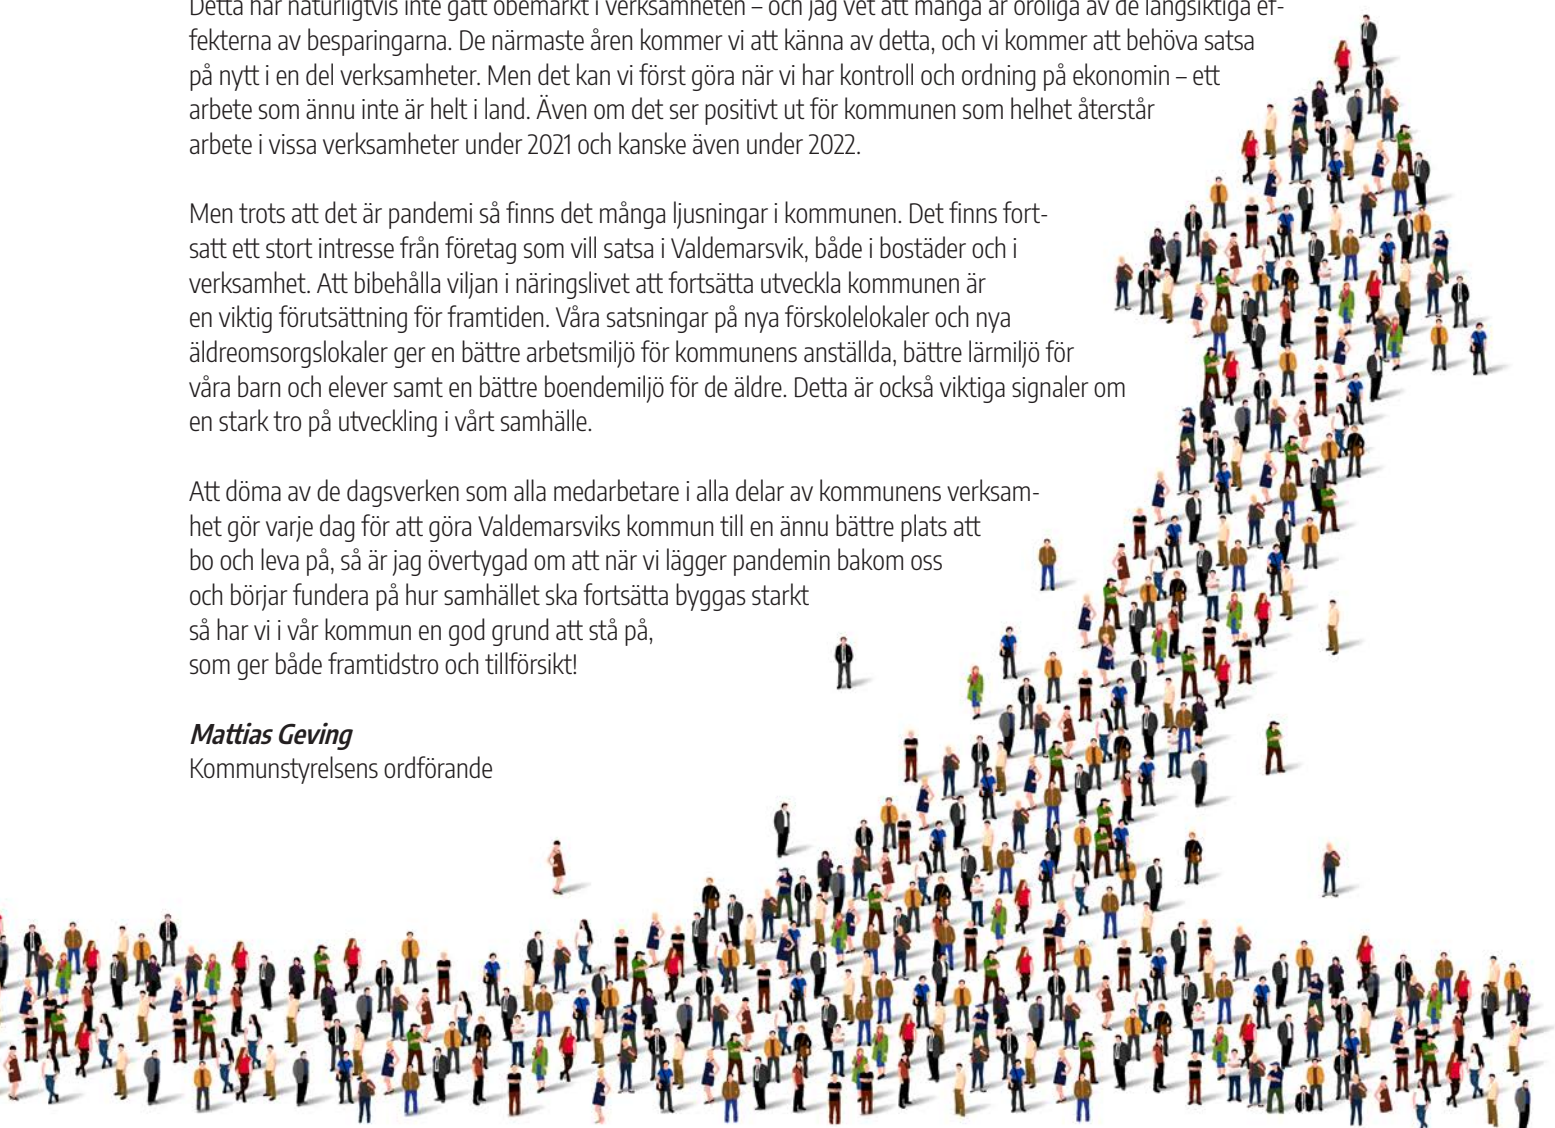 Detta har naturligtvis inte gått obemärkt i verksamheten – och jag vet att många är oroliga av de långsiktiga ef-
fekterna av besparingarna. De närmaste åren kommer vi att känna av detta, och vi kommer att behöva satsa
på nytt i en del verksamheter. Men det kan vi först göra när vi har kontroll och ordning på ekonomin – ett
arbete som ännu inte är helt i land. Även om det ser positivt ut för kommunen som helhet återstår
arbete i vissa verksamheter under 2021 och kanske även under 2022.
Men trots att det är pandemi så finns det många ljusningar i kommunen. Det finns fort-
satt ett stort intresse från företag som vill satsa i Valdemarsvik, både i bostäder och i
verksamhet. Att bibehålla viljan i näringslivet att fortsätta utveckla kommunen är
en viktig förutsättning för framtiden. Våra satsningar på nya förskolelokaler och nya
äldreomsorgslokaler ger en bättre arbetsmiljö för kommunens anställda, bättre lärmiljö för
våra barn och elever samt en bättre boendemiljö för de äldre. Detta är också viktiga signaler om
en stark tro på utveckling i vårt samhälle.
Att döma av de dagsverken som alla medarbetare i alla delar av kommunens verksam-
het gör varje dag för att göra Valdemarsviks kommun till en ännu bättre plats att
bo och leva på, så är jag övertygad om att när vi lägger pandemin bakom oss
och börjar fundera på hur samhället ska fortsätta byggas starkt
så har vi i vår kommun en god grund att stå på,
som ger både framtidstro och tillförsikt!
Mattias Geving
Kommunstyrelsens ordförande